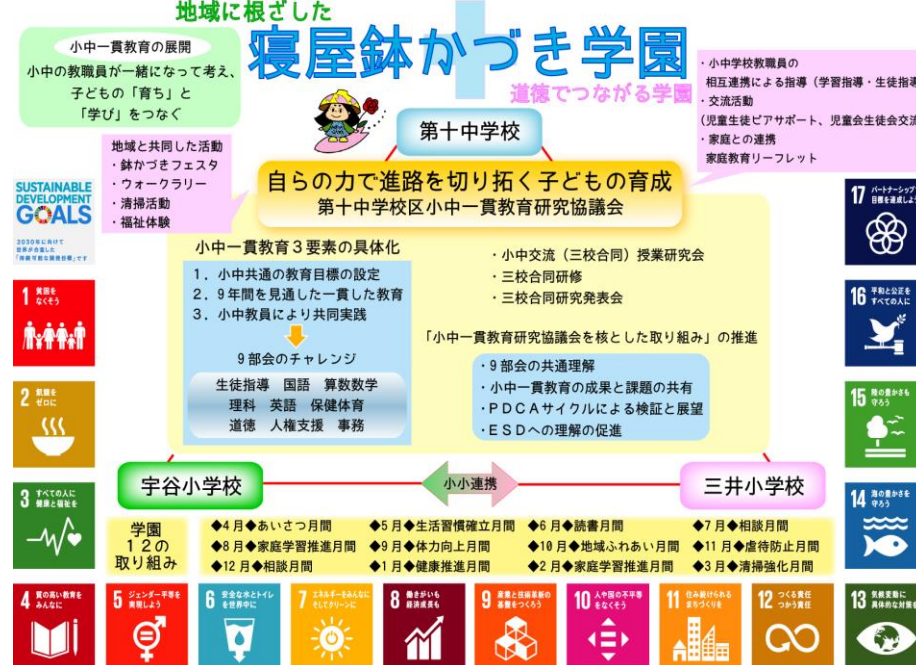 地域に根ざした
寝屋鉢かづき学園
道徳でつながる学園
小中一貫教育の展開
小中の教職員が一緒になって考え、
子どもの「育ち」と
「学び」をつなぐ
地域と共同した活動
・鉢かづきフェスタ
・ウォークラリー
・清掃活動
・福祉体験
・小中学校教職員の
相互連携による指導（学習指導・生徒指導
・交流活動
（児童生徒ピアサポート、児童会生徒会交流
・家庭との連携
家庭教育リーフレット
第十中学校
自らの力で進路を切り拓く子どもの育成
第十中学校区小中一貫教育研究協議会
小中一貫教育３要素の具体化
１．小中共通の教育目標の設定
２．９年間を見通した一貫した教育
３．小中教員により共同実践
９部会のチャレンジ
生徒指導 国語 算数数学
理科 英語 保健体育
道徳 人権支援 事務
・小中交流（三校合同）授業研究会
・三校合同研修
・三校合同研究発表会
「小中一貫教育研究協議会を核とした取り組み」の推進
・９部会の共通理解
・小中一貫教育の成果と課題の共有
・ＰＤＣＡサイクルによる検証と展望
・ＥＳＤへの理解の促進
宇谷小学校
小小連携
三井小学校
学園
１２の
取り組み
◆４月◆あいさつ月間 ◆５月◆生活習慣確立月間 ◆６月◆読書月間 ◆７月◆相談月間
◆８月◆家庭学習推進月間 ◆９月◆体力向上月間 ◆10月◆地域ふれあい月間 ◆11月◆虐待防止月間
◆12月◆相談月間 ◆１月◆健康推進月間 ◆２月◆家庭学習推進月間 ◆３月◆清掃強化月間
SUSTAINABLE
DEVELOPMENT
GOALS
2030年に向けて
世界が合意した
「持続可能な開発目標」です
1 貧困を
なくそう
2 飢餓を
ゼロに
3 すべての人に
健康と福祉を
4 質の高い教育を
みんなに
5 ジェンダー平等を
実現しよう
6 安全な水とトイレ
を世界中に
7 エネルギーをみんなに
そしてクリーンに
8 働きがいも
経済成長も
9 産業と技術革新の
基盤をつくろう
10 人や国の不平等
をなくそう
11 住み続けられる
まちづくりを
12 つくる責任
つかう責任
13 気候変動に
具体的な対策を
14 海の豊かさを
守ろう
15 陸の豊かさも
守ろう
16 平和と公正を
すべての人に
17 パートナーシップで
目標を達成しよう